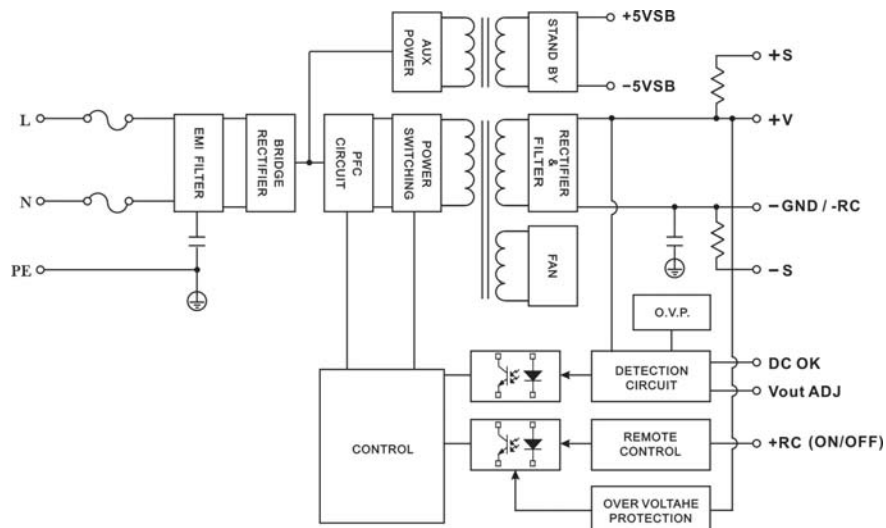 AUX
POWER
STAND BY
+5VSB
−5VSB
+S
L
EMI FILTER
BRIDGE
RECTIFIER
PFC
CIRCUIT
POWER
SWITCHING
RECTIFIER
&
FILTER
+V
N
−GND / -RC
PE
FAN
−S
O.V.P.
DETECTION
CIRCUIT
DC OK
Vout ADJ
CONTROL
REMOTE
CONTROL
+RC (ON/OFF)
OVER VOLTAHE
PROTECTION